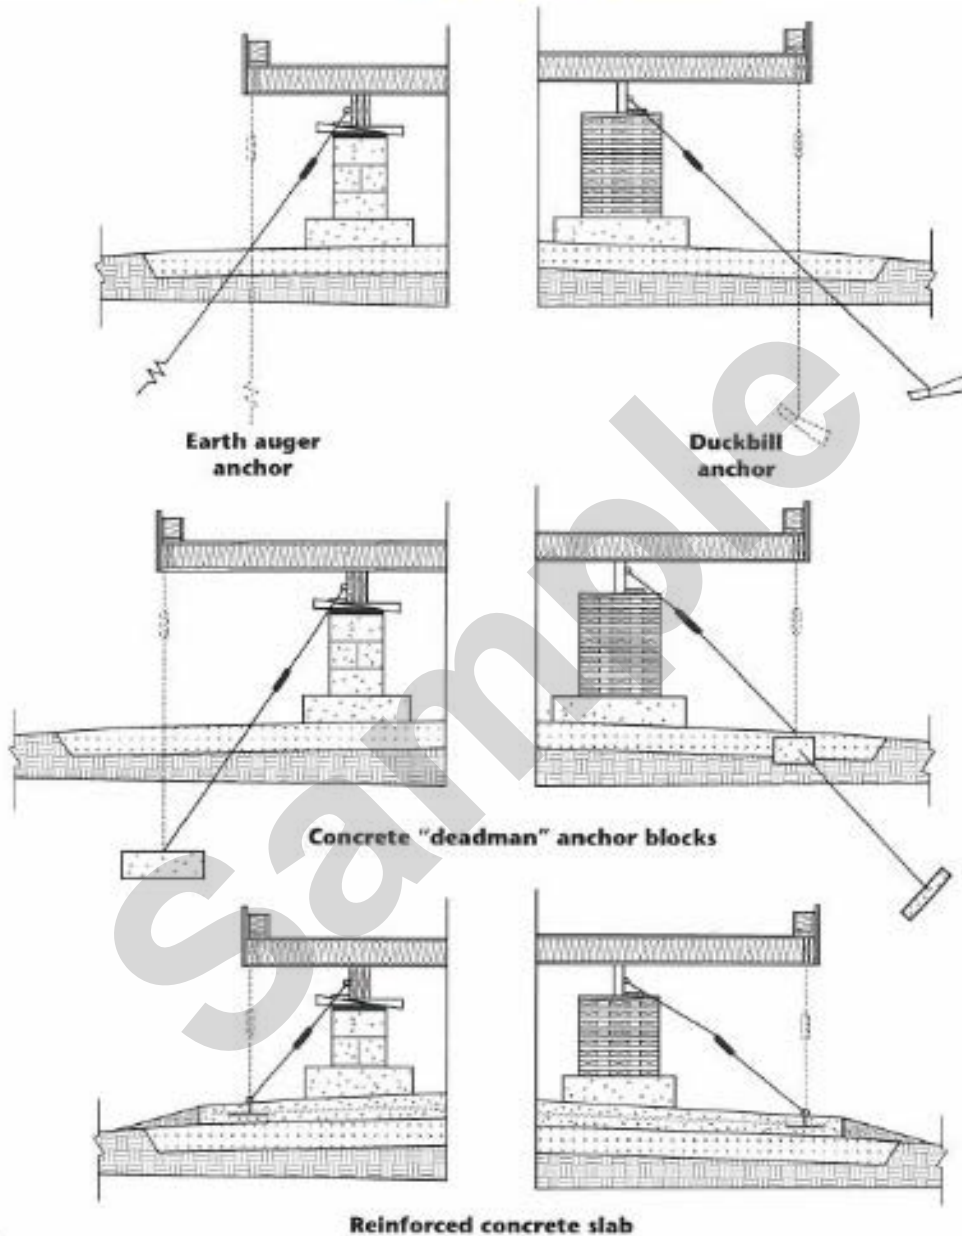 Earth auger
anchor
Duckbill
anchor
Concrete “deadman” anchor blocks
Reinforced concrete slab
Sample